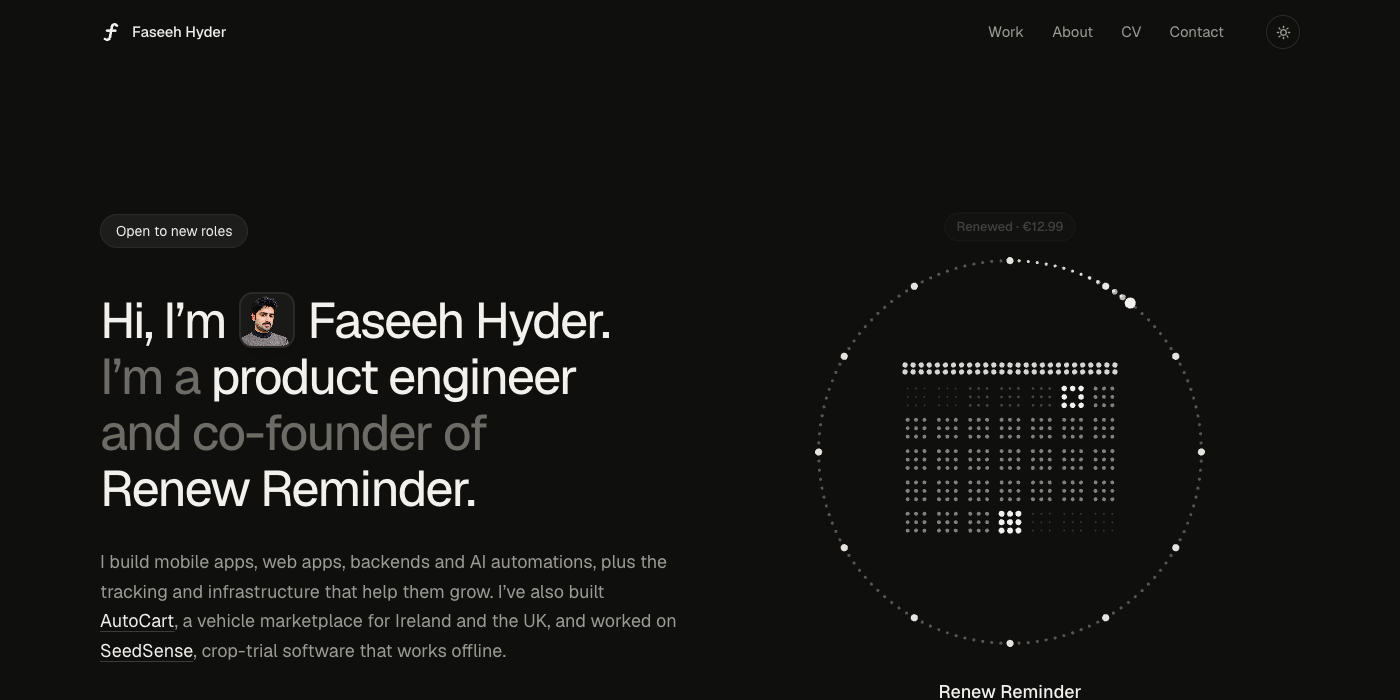 Faseeh Hyder
Work
About
CV
Contact
Open to new roles
Hi, I’m Faseeh Hyder.
I’m a product engineer
and co-founder of
Renew Reminder.
I build mobile apps, web apps, backends and AI automations, plus the
tracking and infrastructure that help them grow. I’ve also built
AutoCart, a vehicle marketplace for Ireland and the UK, and worked on
SeedSense, crop-trial software that works offline.
Renewed · €12.99
Renew Reminder